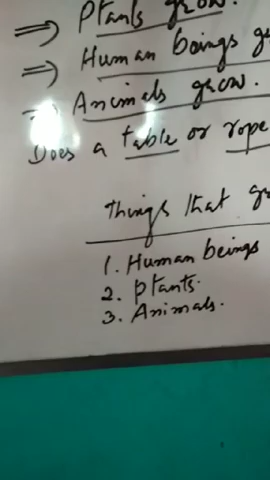 ⇒ Plants grow.
⇒ Human beings
⇒ Animals grow.
Does a table or rope
Things that
1. Human beings
2. Plants.
3. Animals.